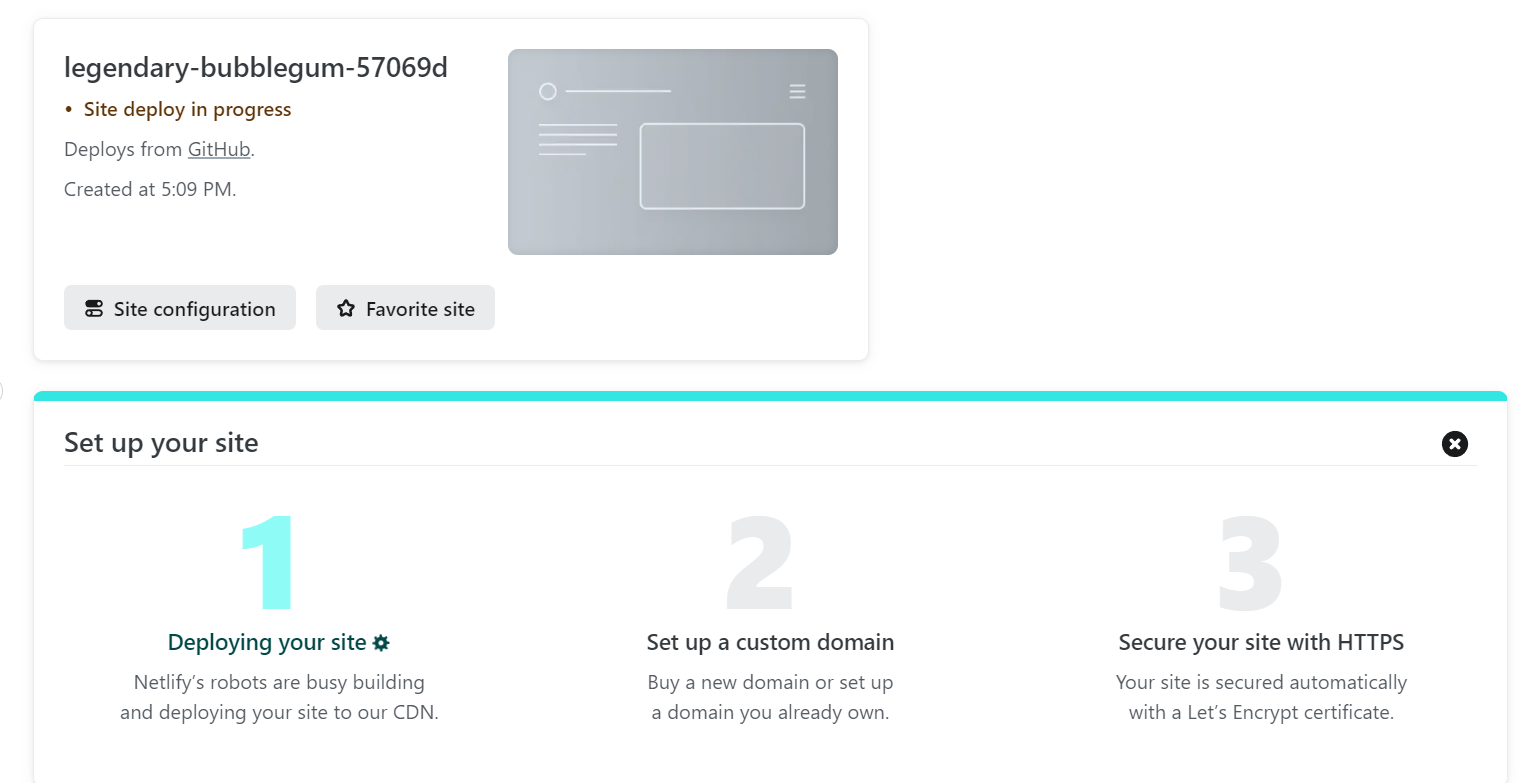 legendary-bubblegum-57069d
• Site deploy in progress
Deploys from GitHub.
Created at 5:09 PM.
Site configuration
Favorite site
Set up your site
1
Deploying your site
Netlify’s robots are busy building
and deploying your site to our CDN.
2
Set up a custom domain
Buy a new domain or set up
a domain you already own.
3
Secure your site with HTTPS
Your site is secured automatically
with a Let’s Encrypt certificate.